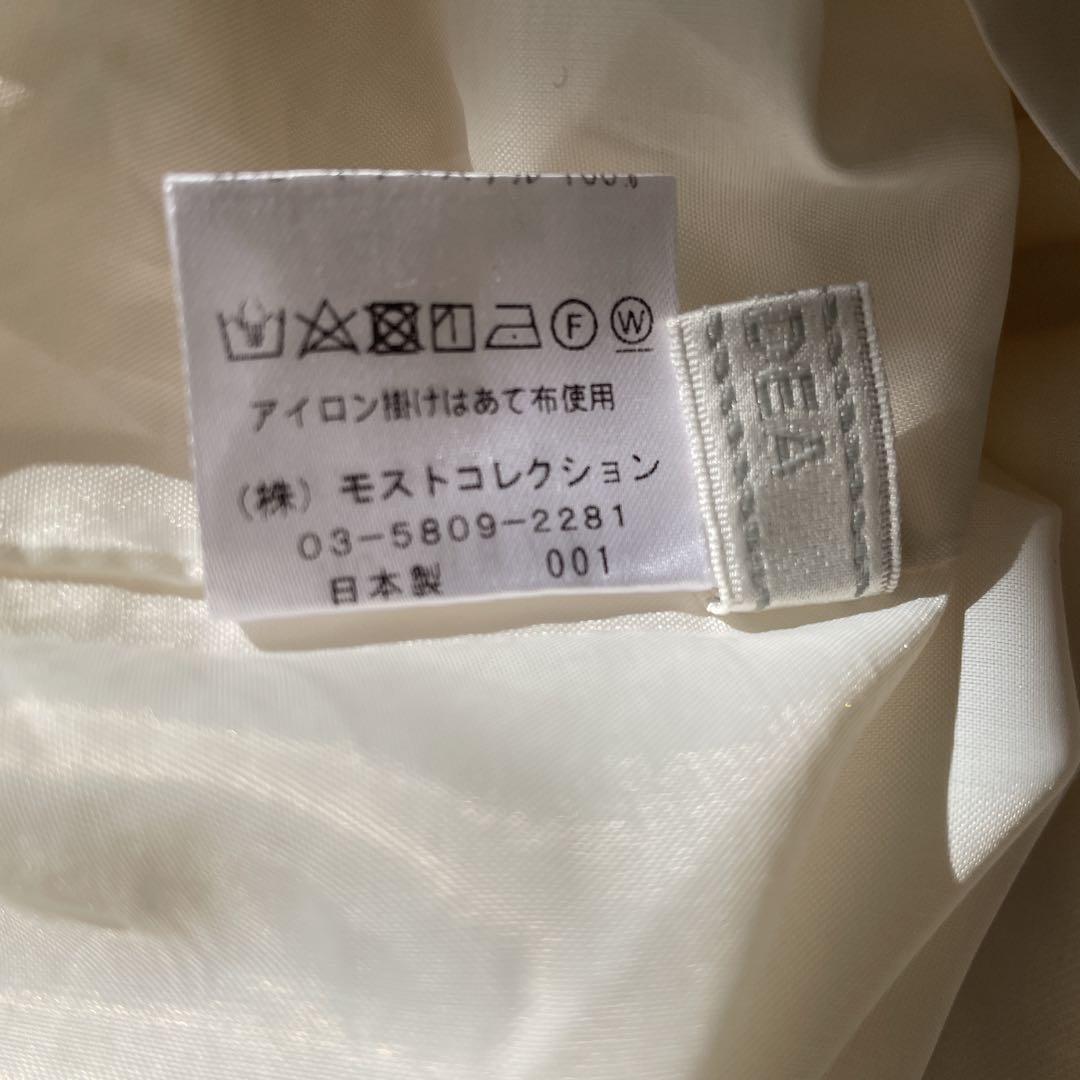 100%
F W
アイロン掛けはあて布使用
（株）モストコレクション
03-5809-2281
日本製 001
DEA